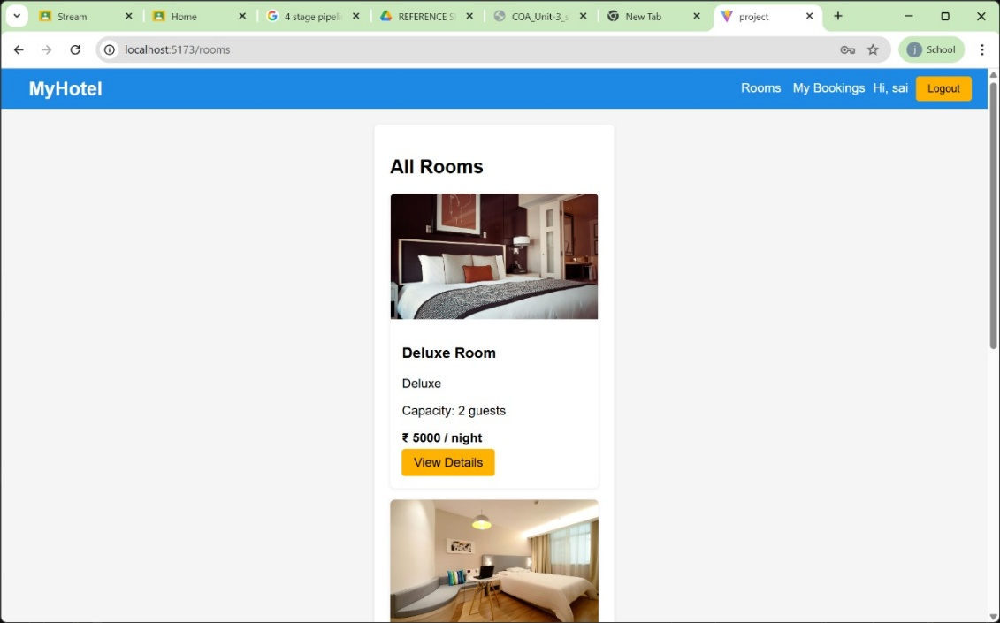 Stream
Home
4 stage pipeli
REFERENCE S
COA_Unit-3_s
New Tab
project
localhost:5173/rooms
j
School
MyHotel
Rooms
My Bookings
Hi, sai
Logout
All Rooms
Deluxe Room
Deluxe
Capacity: 2 guests
₹ 5000 / night
View Details